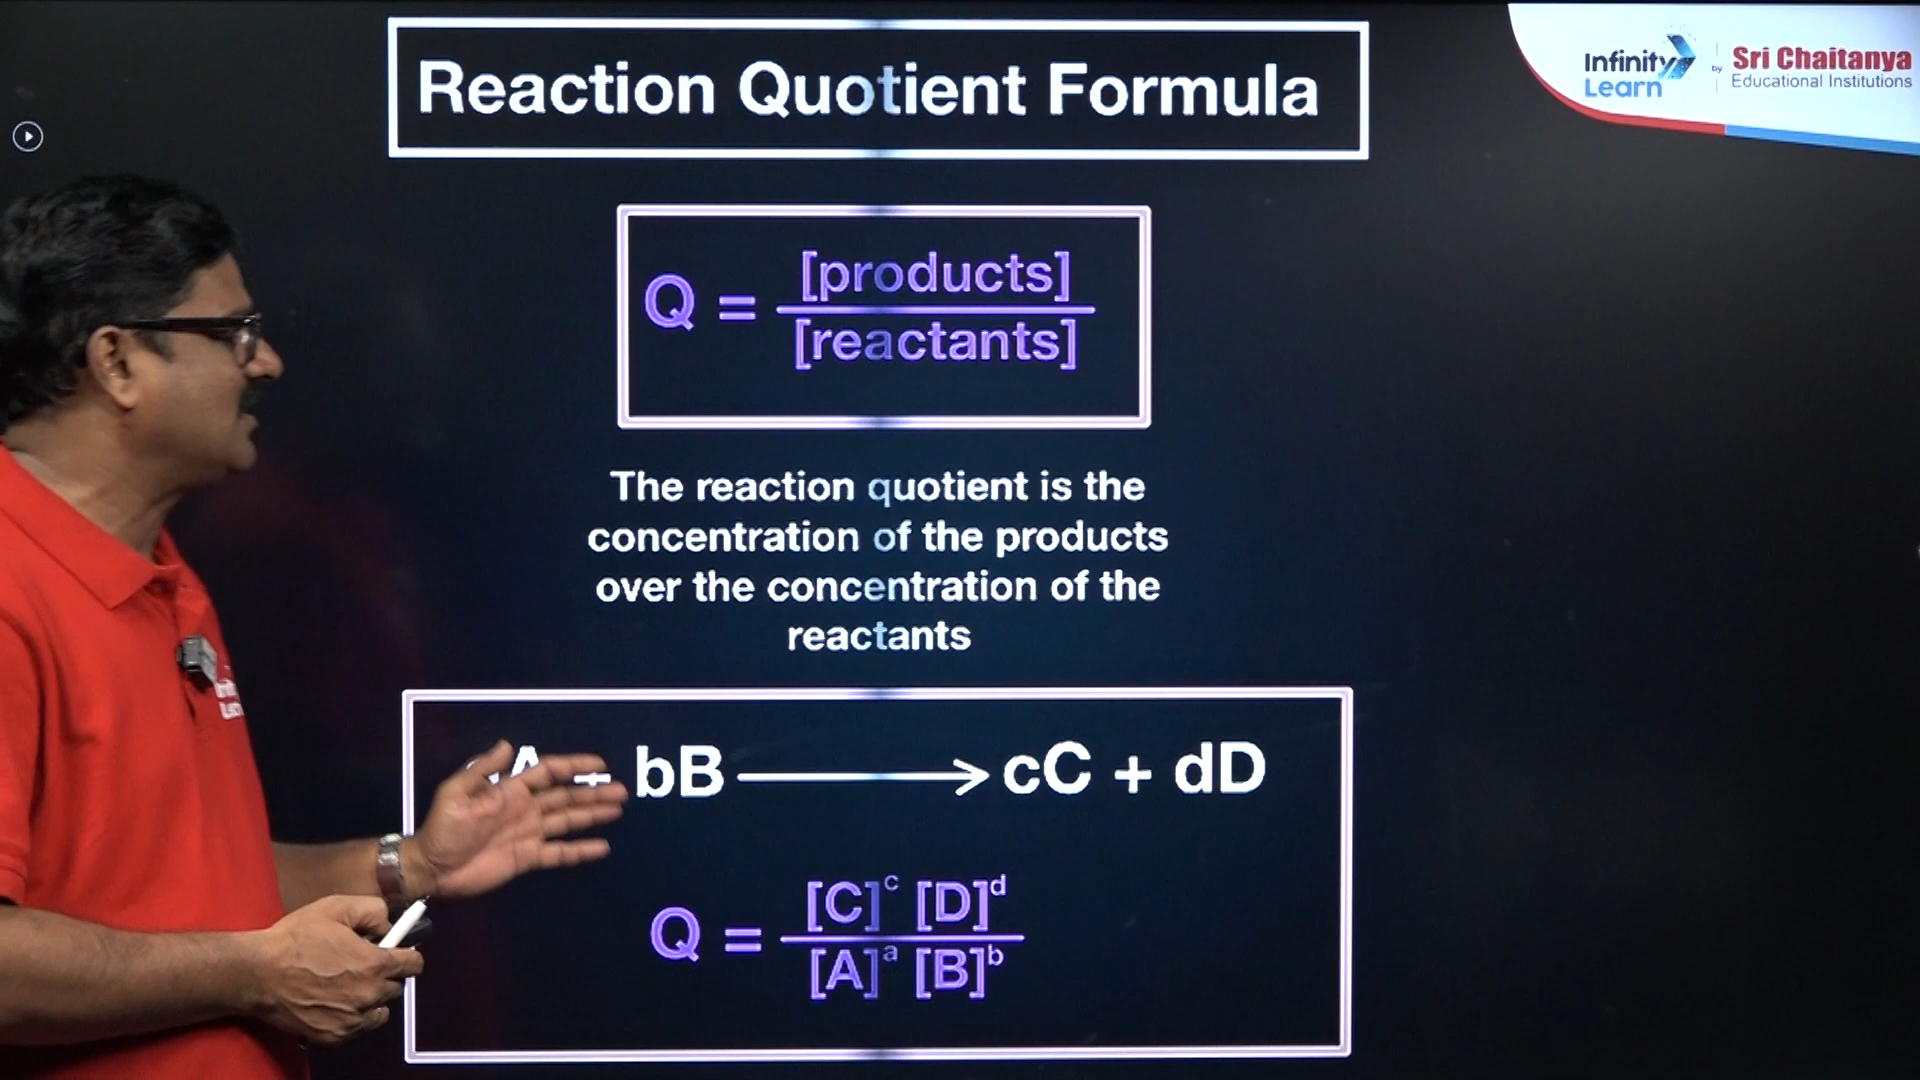 Reaction Quotient Formula
Infinity Learn
by
Sri Chaitanya
Educational Institutions
Q = [products] / [reactants]
The reaction quotient is the
concentration of the products
over the concentration of the
reactants
A + bB ⟶ cC + dD
Q = [C]ᶜ [D]ᵈ / [A]ᵃ [B]ᵇ